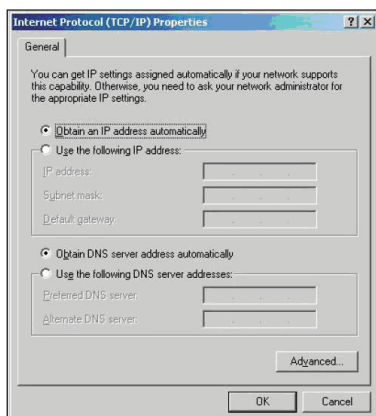 Internet Protocol (TCP/IP) Properties
General
You can get IP settings assigned automatically if your network supports
this capability. Otherwise, you need to ask your network administrator for
the appropriate IP settings.
Obtain an IP address automatically
Use the following IP address:
IP address:
Subnet mask:
Default gateway:
Obtain DNS server address automatically
Use the following DNS server addresses:
Preferred DNS server:
Alternate DNS server:
Advanced...
OK Cancel